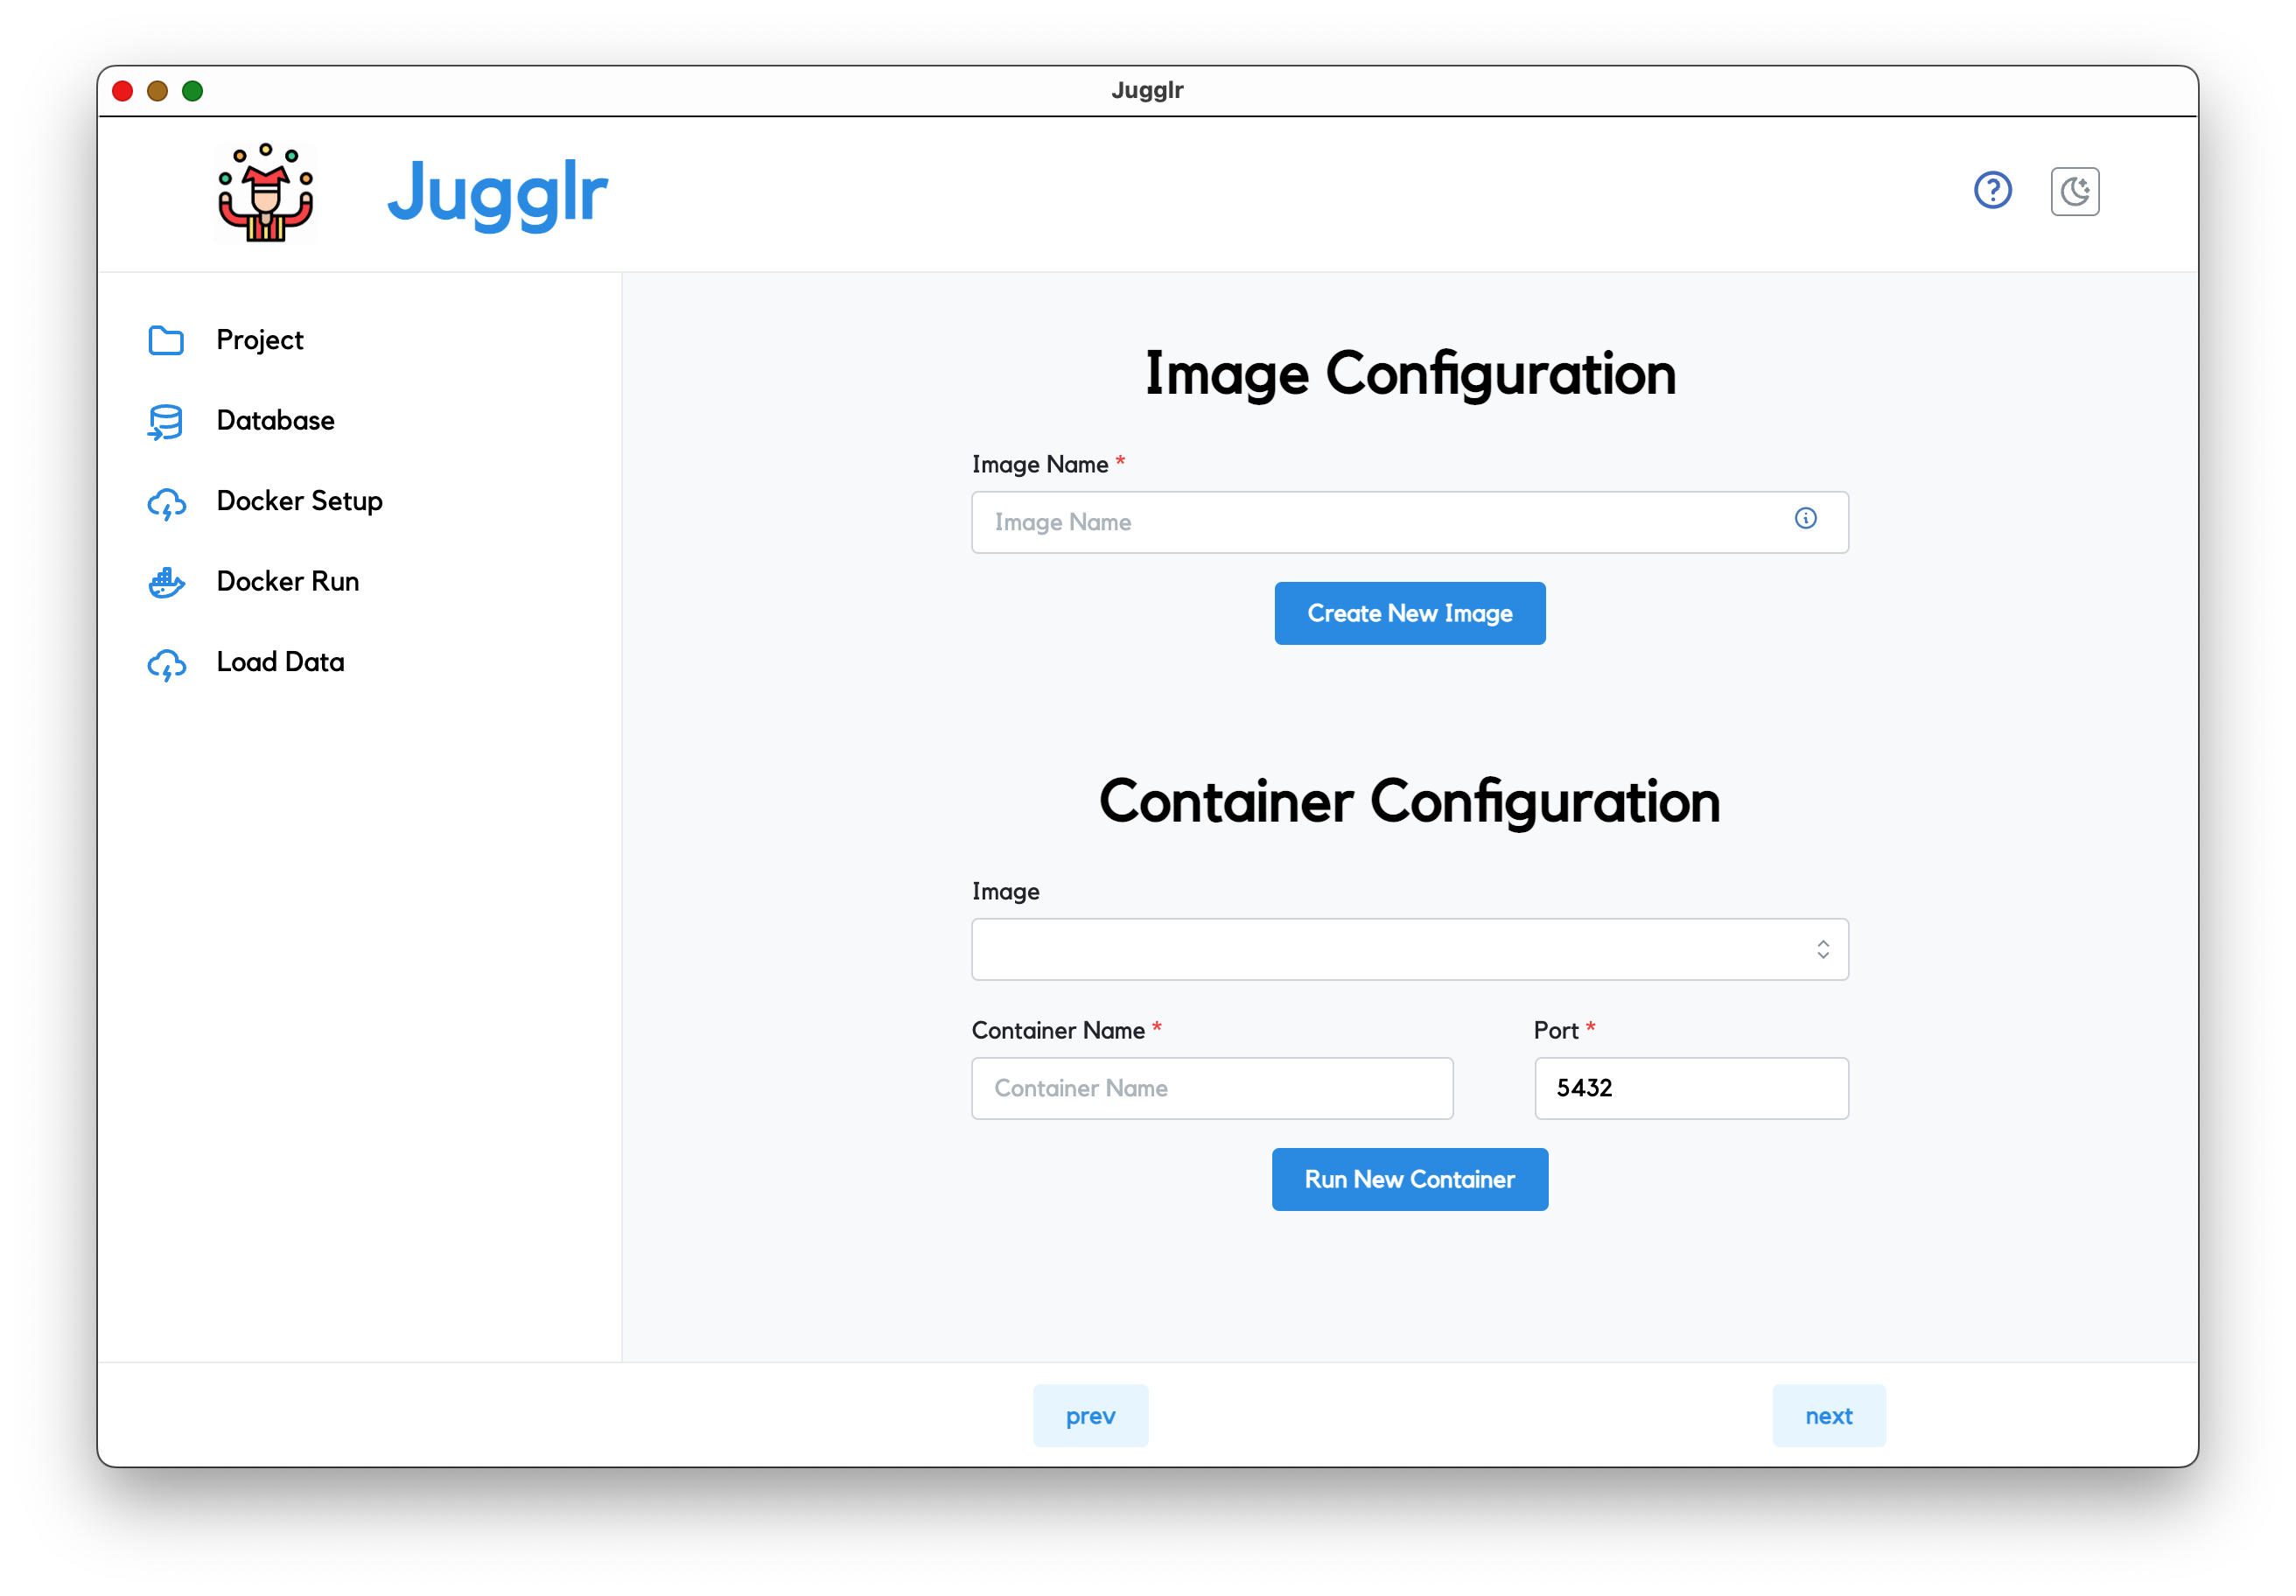 Jugglr
Jugglr
Project
Database
Docker Setup
Docker Run
Load Data
Image Configuration
Image Name *
Image Name
Create New Image
Container Configuration
Image
Container Name *
Port *
Container Name
5432
Run New Container
prev
next